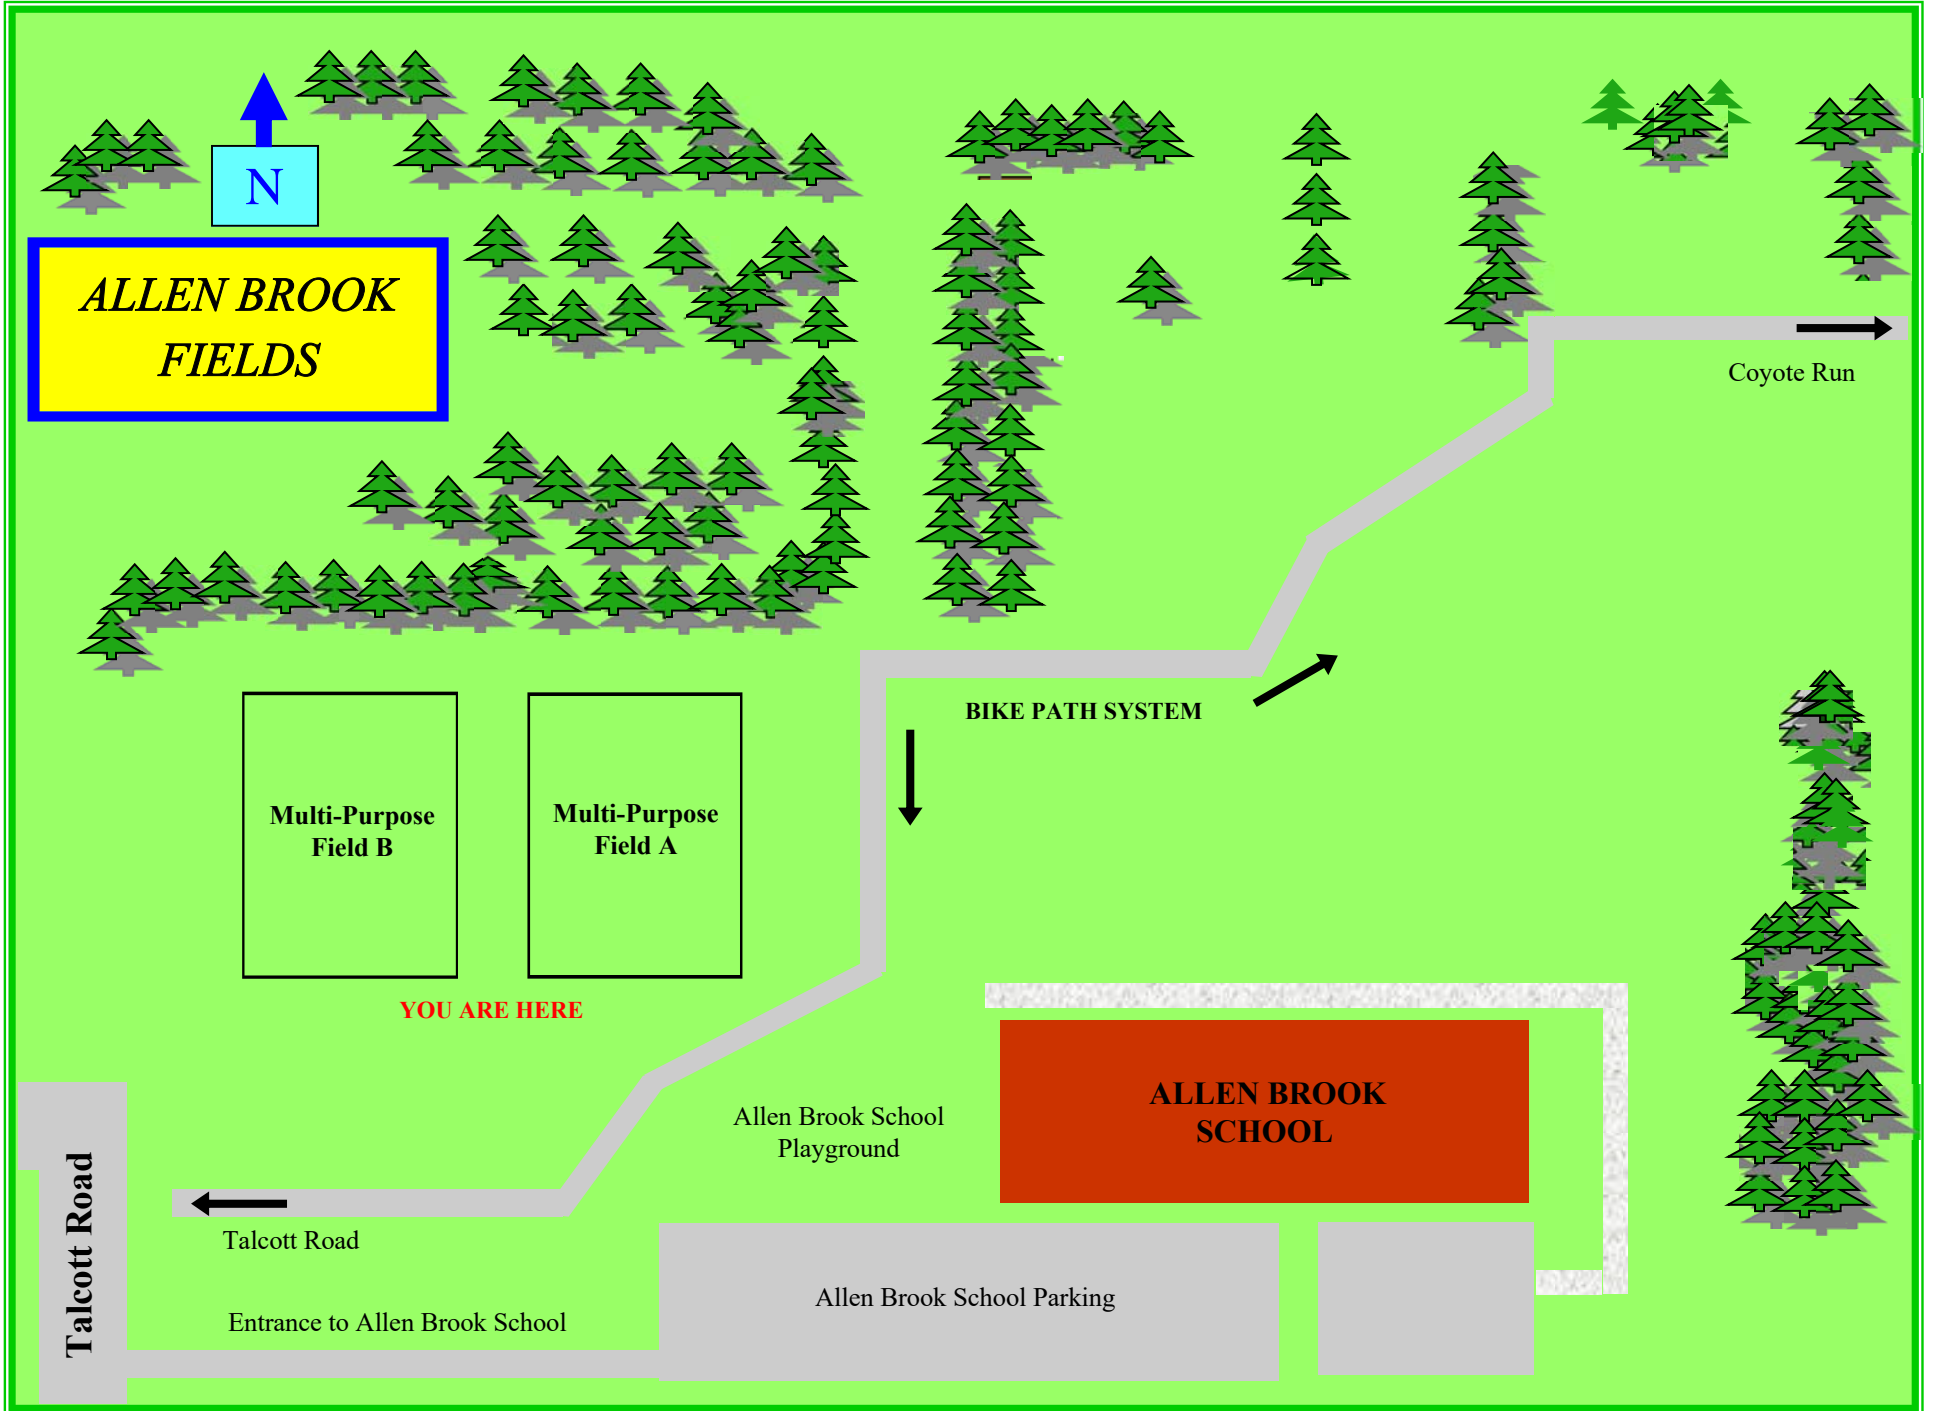 N
ALLEN BROOK
FIELDS
Coyote Run
BIKE PATH SYSTEM
Multi-Purpose
Field B
Multi-Purpose
Field A
YOU ARE HERE
ALLEN BROOK
SCHOOL
Allen Brook School
Playground
Talcott Road
Talcott Road
Allen Brook School Parking
Entrance to Allen Brook School